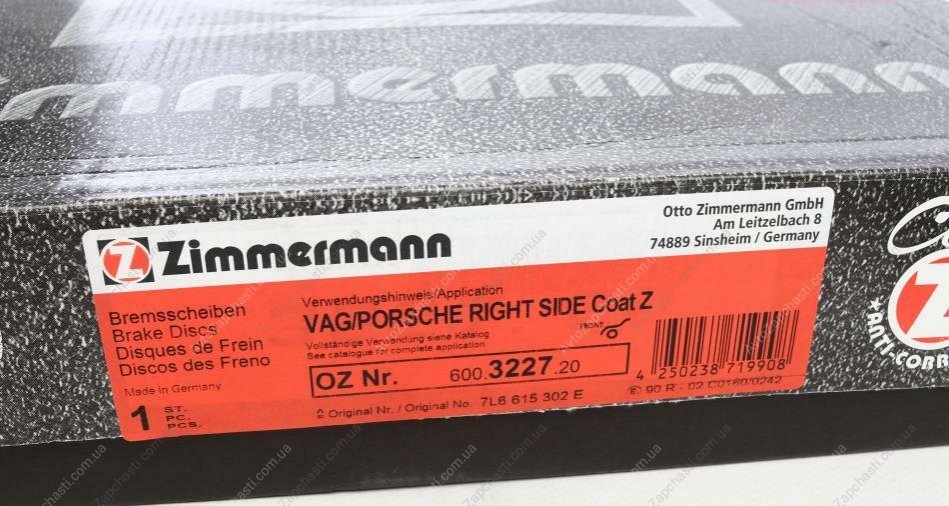 mmermann
Zimmermann
Otto Zimmermann GmbH
Am Leitzelbach 8
74889 Sinsheim / Germany
Bremsscheiben
Brake Discs
Disques de Frein
Discos des Freno
Made in Germany
1 ST.
PC.
PCS.
Verwendungshinweis/Application
VAG/PORSCHE RIGHT SIDE Coat Z
Vollständige Verwendung siehe Katalog
See catalogue for complete application
FRONT
OZ Nr. 600.3227.20
≙ Original Nr. / Original No. 7L6 615 302 E
4 250238 719908
E1 90 R - 02 C0160/0242
Z
*ANTI-CORR
Zapchasti.com.ua